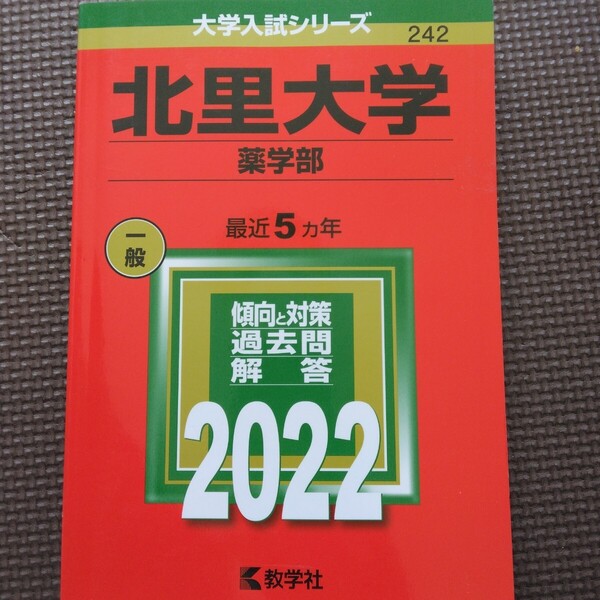 大学入試シリーズ
242
北里大学
薬学部
最近5ヵ年
一般
傾向と対策
過去問
解答
2022
教学社